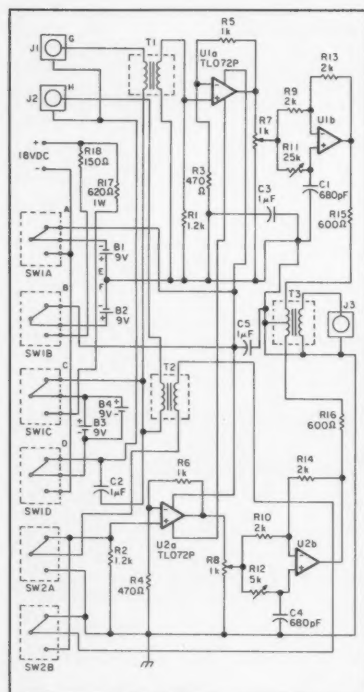 J1
G
J2
H
T1
U1a
TL072P
R5
1k
R13
2k
R9
2k
R7
1k
R11
25k
U1b
+
18VDC
-
R18
150Ω
R17
620Ω
1W
R3
470
Ω
R1
1.2k
C3
1µF
C1
680pF
R15
600Ω
SW1A
A
B1
9V
E
F
B
B2
9V
SW1B
C5
1µF
T3
J3
C
SW1C
B4
9V
B3
9V
T2
D
SW1D
C2
1µF
R6
1k
R16
600Ω
R14
2k
R10
2k
SW2A
R2
1.2k
R4
470Ω
U2a
TL072P
R8
1k
R12
5k
U2b
C4
680pF
SW2B